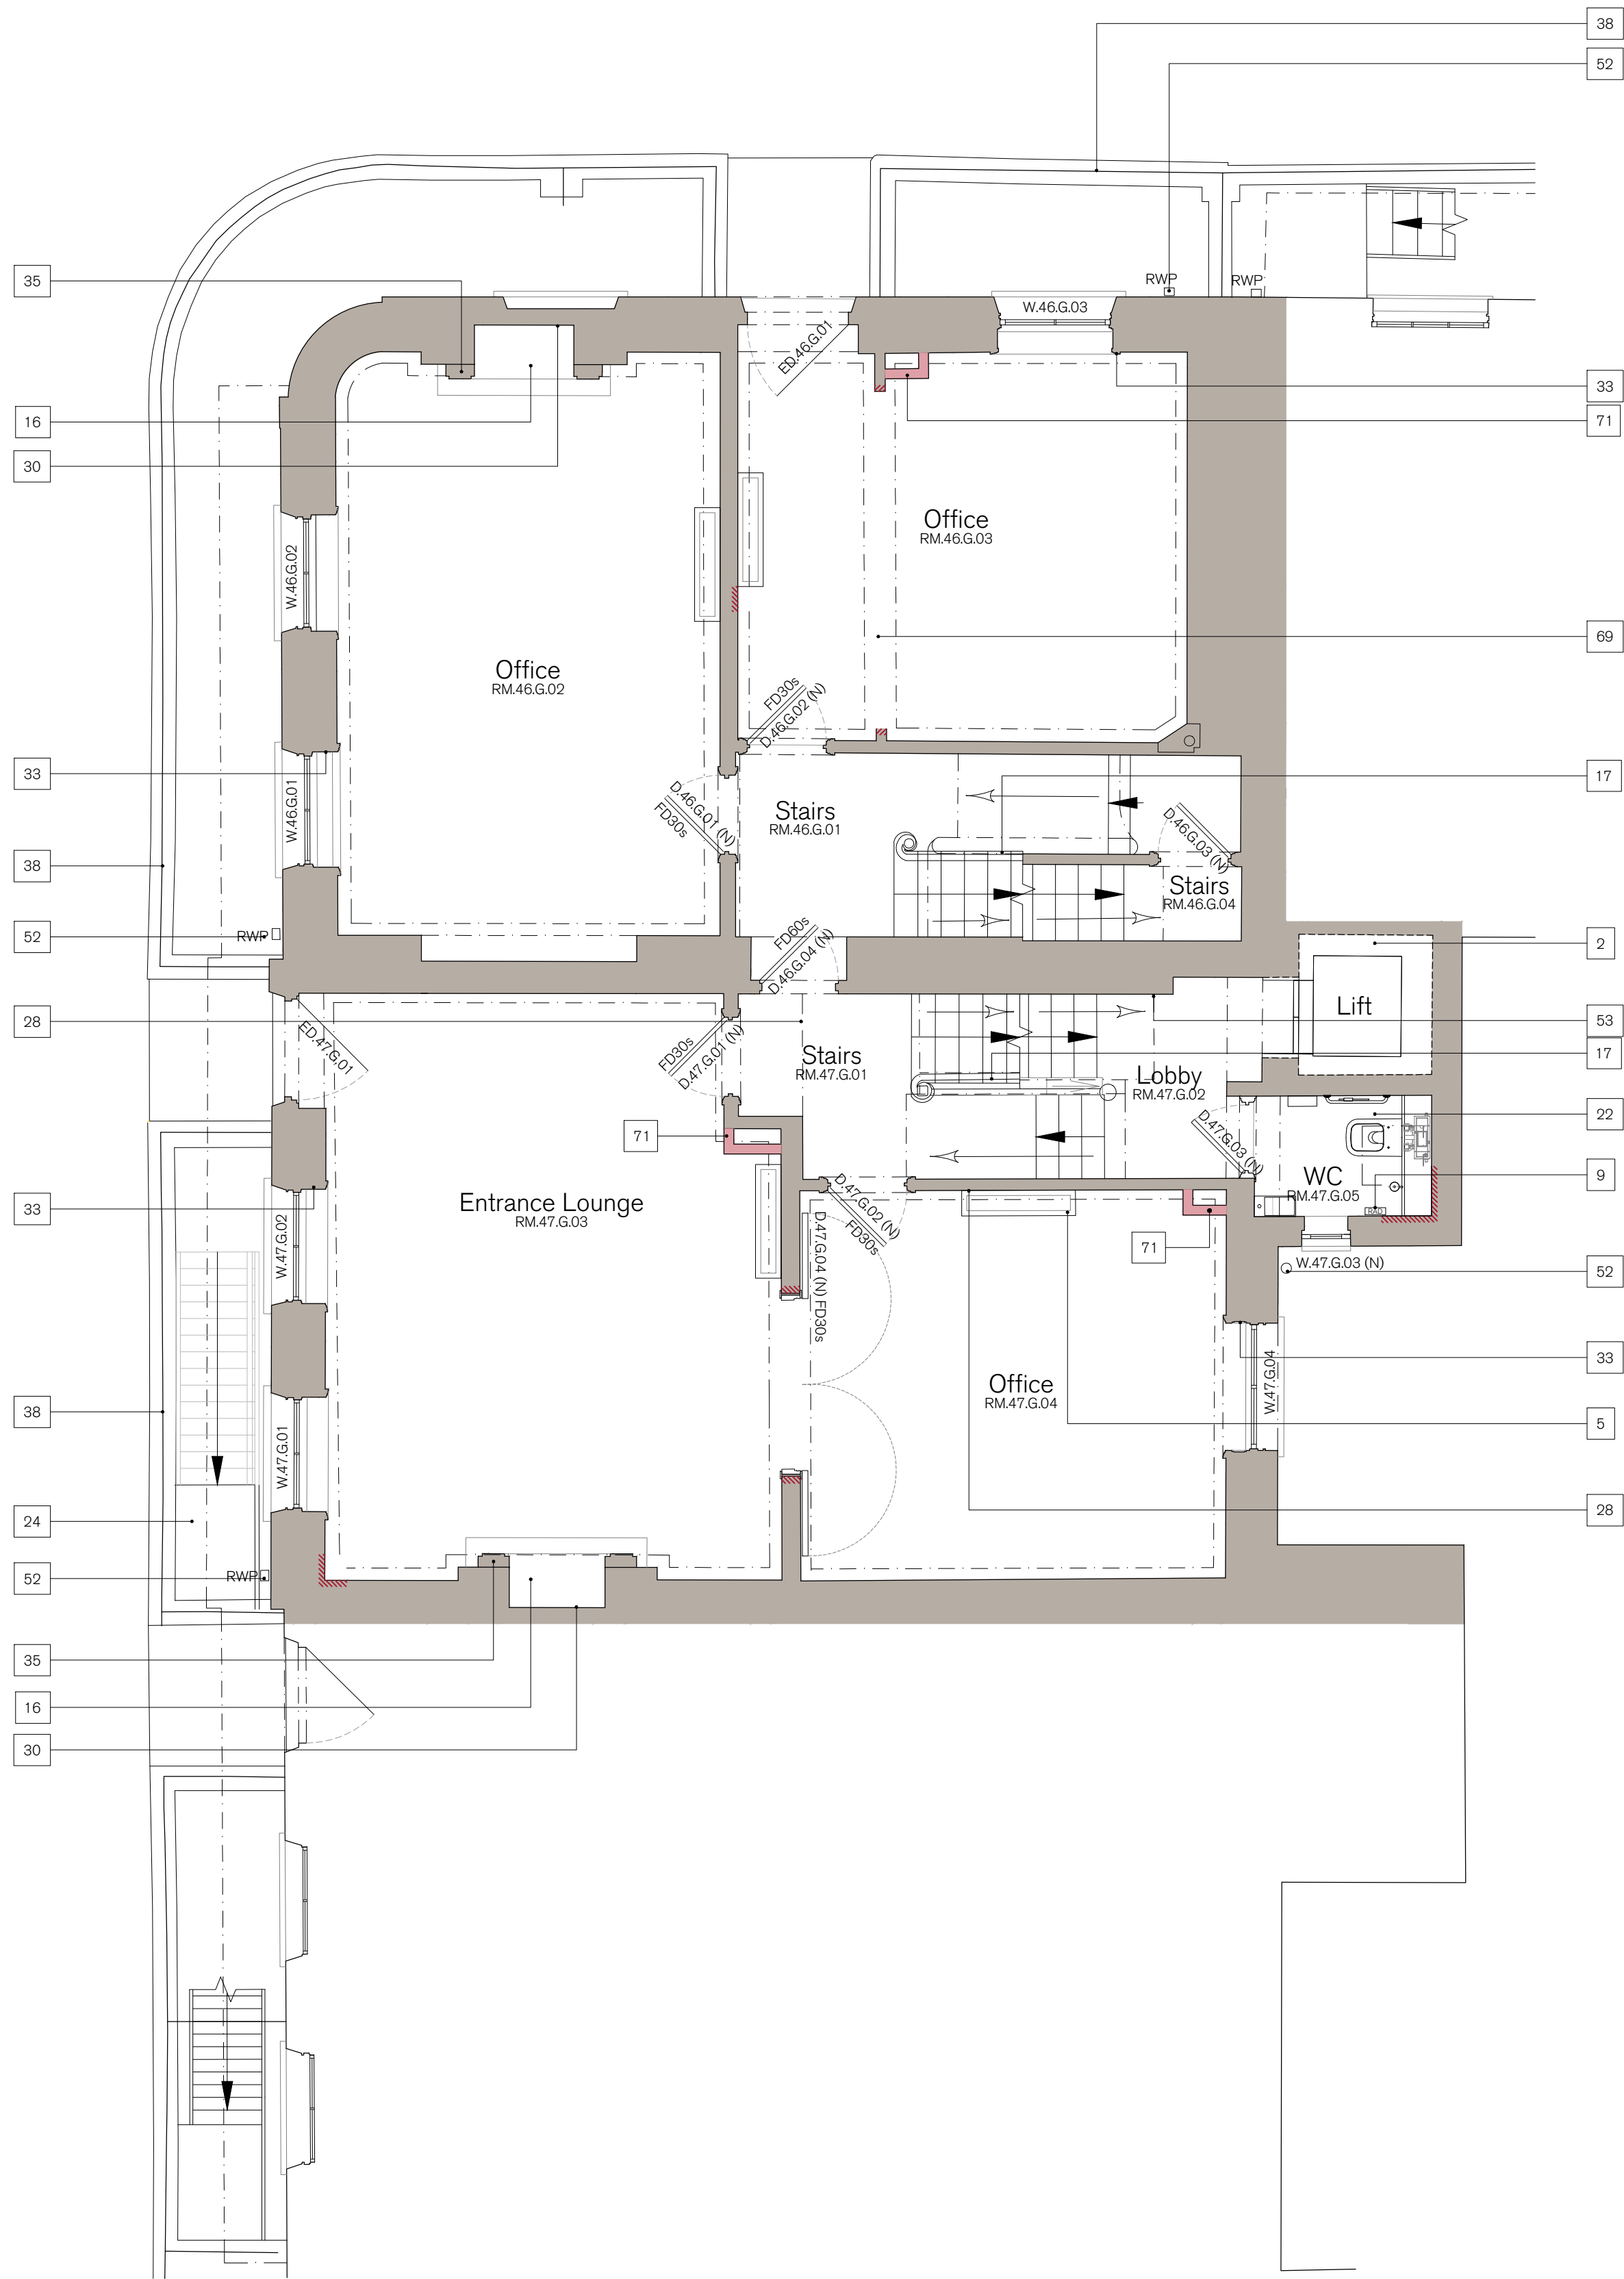 38
52
RWP
RWP
35
W.46.G.03
ED.46.G.01
33
16
71
30
Office
RM.46.G.03
W.46.G.02
69
Office
RM.46.G.02
FD30s
D.46.G.02 (N)
33
W.46.G.01
D.46.G.01 (N)
FD30s
Stairs
RM.46.G.01
17
D.46.G.03 (N)
38
Stairs
RM.46.G.04
52
RWP
FD60s
D.46.G.04 (N)
2
Lift
28
ED.47.G.01
FD30s
D.47.G.01 (N)
Stairs
RM.47.G.01
53
17
Lobby
RM.47.G.02
22
71
D.47.G.03 (N)
WC
RM.47.G.05
9
RAD
33
Entrance Lounge
RM.47.G.03
D.47.G.02 (N)
FD30s
W.47.G.02
D.47.G.04 (N) FD30s
71
W.47.G.03 (N)
52
33
W.47.G.04
Office
RM.47.G.04
38
5
W.47.G.01
24
28
52
RWP
35
16
30